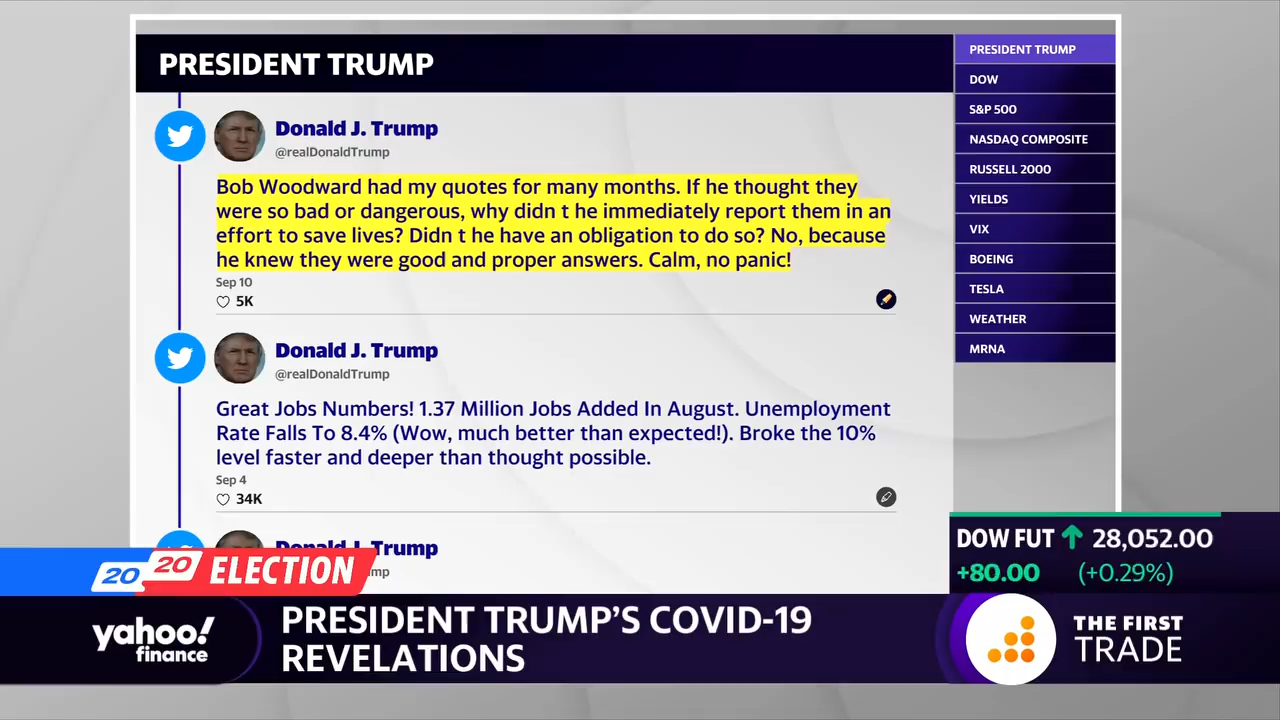 PRESIDENT TRUMP
Donald J. Trump
@realDonaldTrump
Bob Woodward had my quotes for many months. If he thought they
were so bad or dangerous, why didn t he immediately report them in an
effort to save lives? Didn t he have an obligation to do so? No, because
he knew they were good and proper answers. Calm, no panic!
Sep 10
5K
Donald J. Trump
@realDonaldTrump
Great Jobs Numbers! 1.37 Million Jobs Added In August. Unemployment
Rate Falls To 8.4% (Wow, much better than expected!). Broke the 10%
level faster and deeper than thought possible.
Sep 4
34K
Donald J. Trump
PRESIDENT TRUMP
DOW
S&P 500
NASDAQ COMPOSITE
RUSSELL 2000
YIELDS
VIX
BOEING
TESLA
WEATHER
MRNA
DOW FUT 28,052.00
+80.00 (+0.29%)
2020 ELECTION
yahoo!
finance
PRESIDENT TRUMP'S COVID-19
REVELATIONS
THE FIRST
TRADE